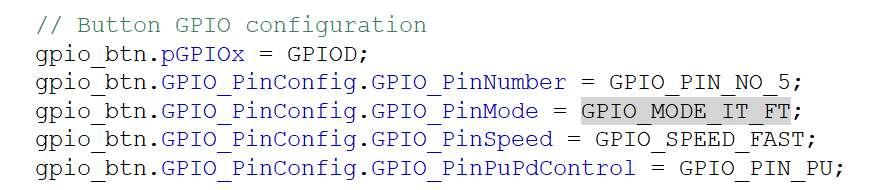 // Button GPIO configuration
gpio_btn.pGPIOx = GPIOD;
gpio_btn.GPIO_PinConfig.GPIO_PinNumber = GPIO_PIN_NO_5;
gpio_btn.GPIO_PinConfig.GPIO_PinMode = GPIO_MODE_IT_FT;
gpio_btn.GPIO_PinConfig.GPIO_PinSpeed = GPIO_SPEED_FAST;
gpio_btn.GPIO_PinConfig.GPIO_PinPuPdControl = GPIO_PIN_PU;